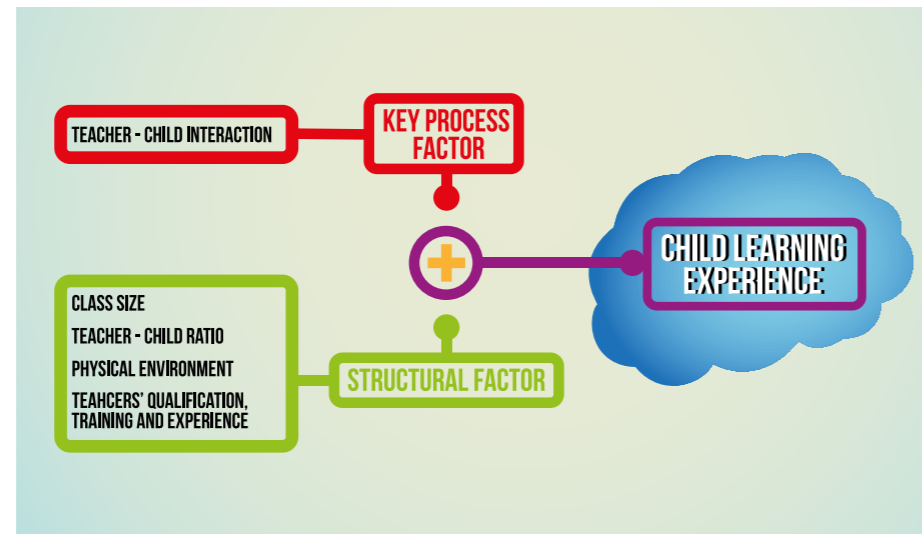 TEACHER - CHILD INTERACTION
KEY PROCESS
FACTOR
CHILD LEARNING
EXPERIENCE
CLASS SIZE
TEACHER - CHILD RATIO
PHYSICAL ENVIRONMENT
TEAHCERS' QUALIFICATION,
TRAINING AND EXPERIENCE
STRUCTURAL FACTOR